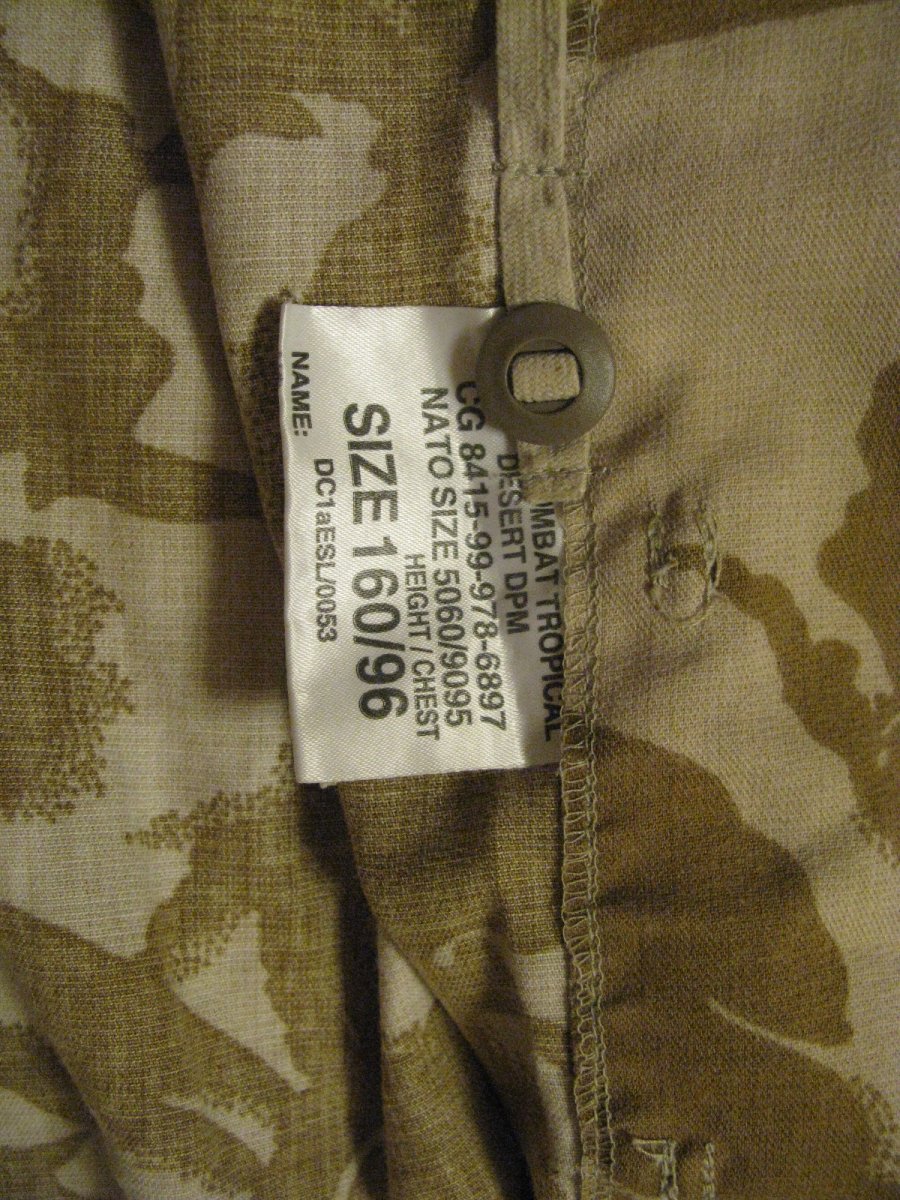 OMBAT TROPICAL
DESERT DPM
CG 8415-99-978-6897
NATO SIZE 5060/9095
HEIGHT / CHEST
SIZE 160/96
DC1aESL/0053
NAME: